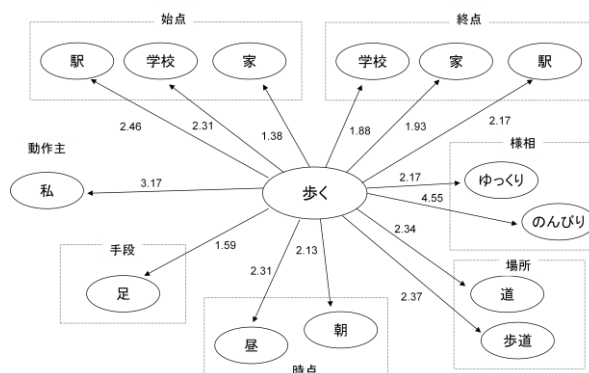 始点
終点
駅
学校
家
学校
家
駅
2.46
2.31
1.38
1.88
1.93
2.17
動作主
様相
私
3.17
歩く
2.17
ゆっくり
4.55
のんびり
手段
1.59
2.31
2.13
2.34
2.37
場所
足
道
昼
朝
歩道
時点